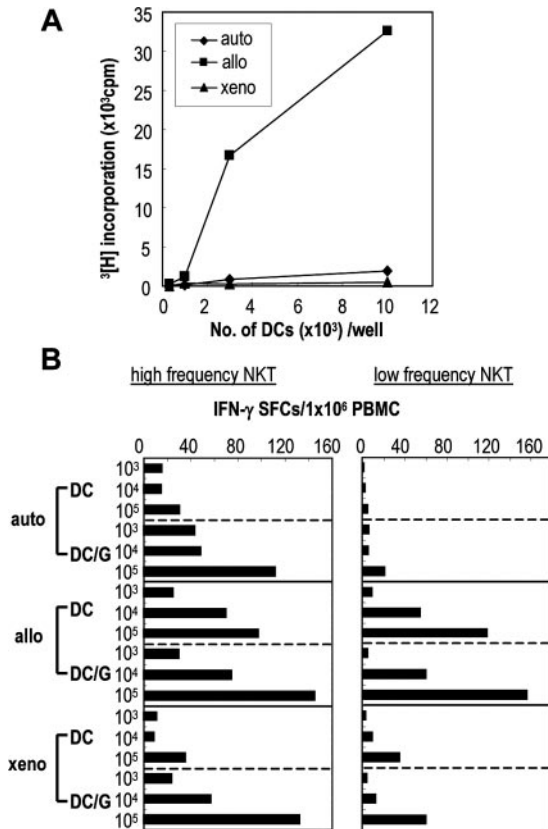 A
³[H] incorporation (x10³cpm)
35
30
25
20
15
10
5
0
auto
allo
xeno
0 2 4 6 8 10 12
No. of DCs (x10³) /well
B
high frequency NKT low frequency NKT
IFN-γ SFCs/1x10⁶ PBMC
0 40 80 120 160 0 40 80 120 160
auto
DC
10³
10⁴
10⁵
DC/G
10³
10⁴
10⁵
allo
DC
10³
10⁴
10⁵
DC/G
10³
10⁴
10⁵
xeno
DC
10³
10⁴
10⁵
DC/G
10³
10⁴
10⁵